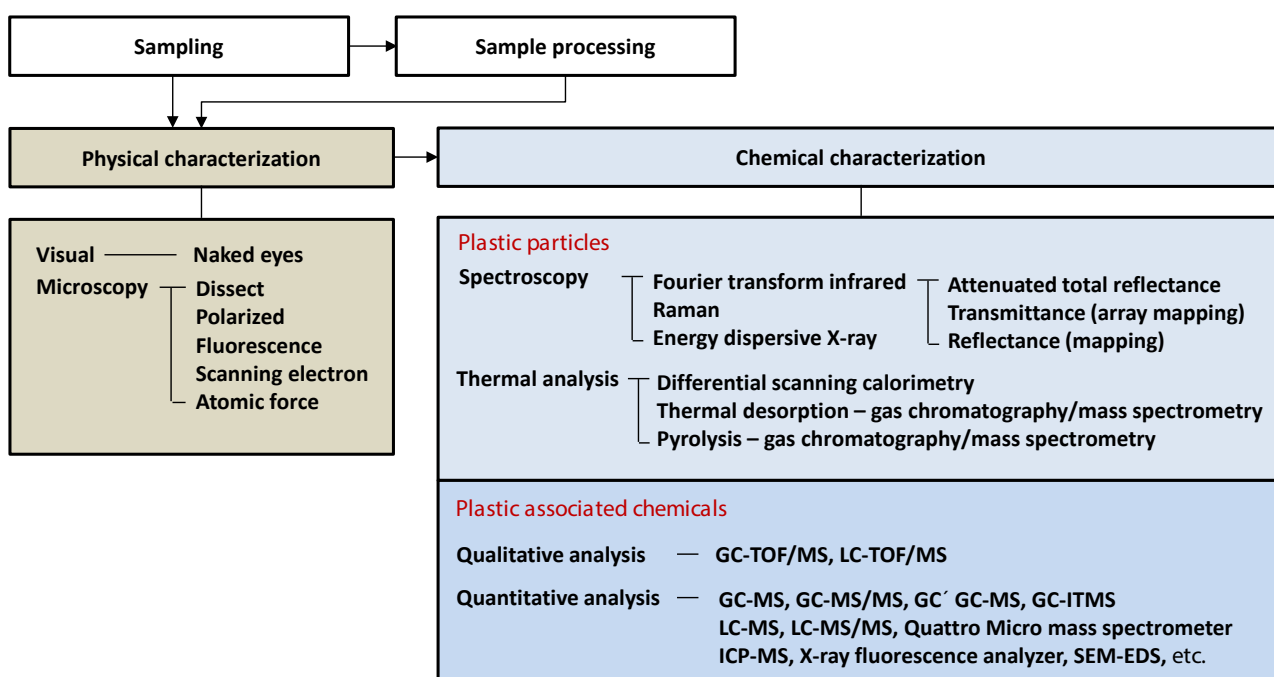 Sampling
Sample processing
Physical characterization
Chemical characterization
Visual
Naked eyes
Microscopy
Dissect
Polarized
Fluorescence
Scanning electron
Atomic force
Plastic particles
Spectroscopy
Fourier transform infrared
Raman
Energy dispersive X-ray
Attenuated total reflectance
Transmittance (array mapping)
Reflectance (mapping)
Thermal analysis
Differential scanning calorimetry
Thermal desorption – gas chromatography/mass spectrometry
Pyrolysis – gas chromatography/mass spectrometry
Plastic associated chemicals
Qualitative analysis
GC-TOF/MS, LC-TOF/MS
Quantitative analysis
GC-MS, GC-MS/MS, GC´ GC-MS, GC-ITMS
LC-MS, LC-MS/MS, Quattro Micro mass spectrometer
ICP-MS, X-ray fluorescence analyzer, SEM-EDS, etc.